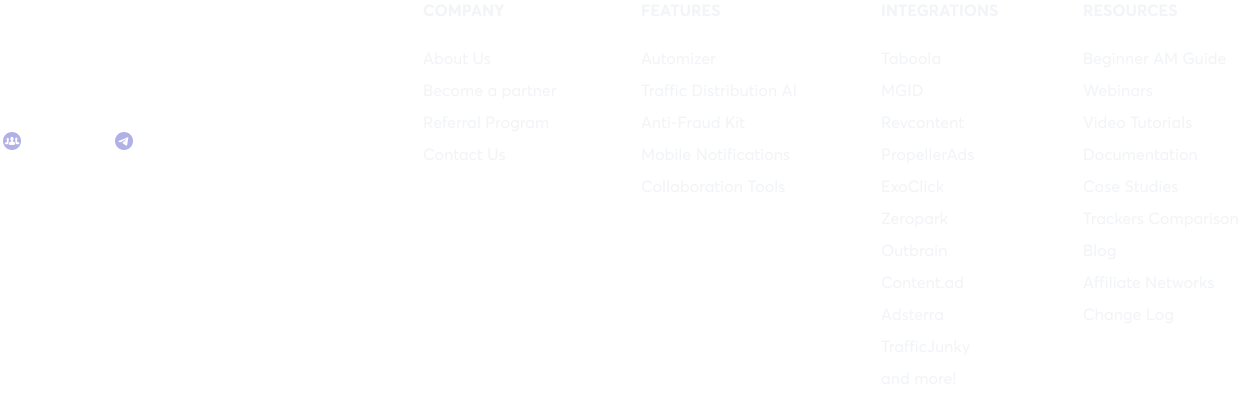 COMPANY
About Us
Become a partner
Referral Program
Contact Us
FEATURES
Automizer
Traffic Distribution AI
Anti-Fraud Kit
Mobile Notifications
Collaboration Tools
INTEGRATIONS
Taboola
MGID
Revcontent
PropellerAds
ExoClick
Zeropark
Outbrain
Content.ad
Adsterra
TrafficJunky
and more!
RESOURCES
Beginner AM Guide
Webinars
Video Tutorials
Documentation
Case Studies
Trackers Comparison
Blog
Affiliate Networks
Change Log